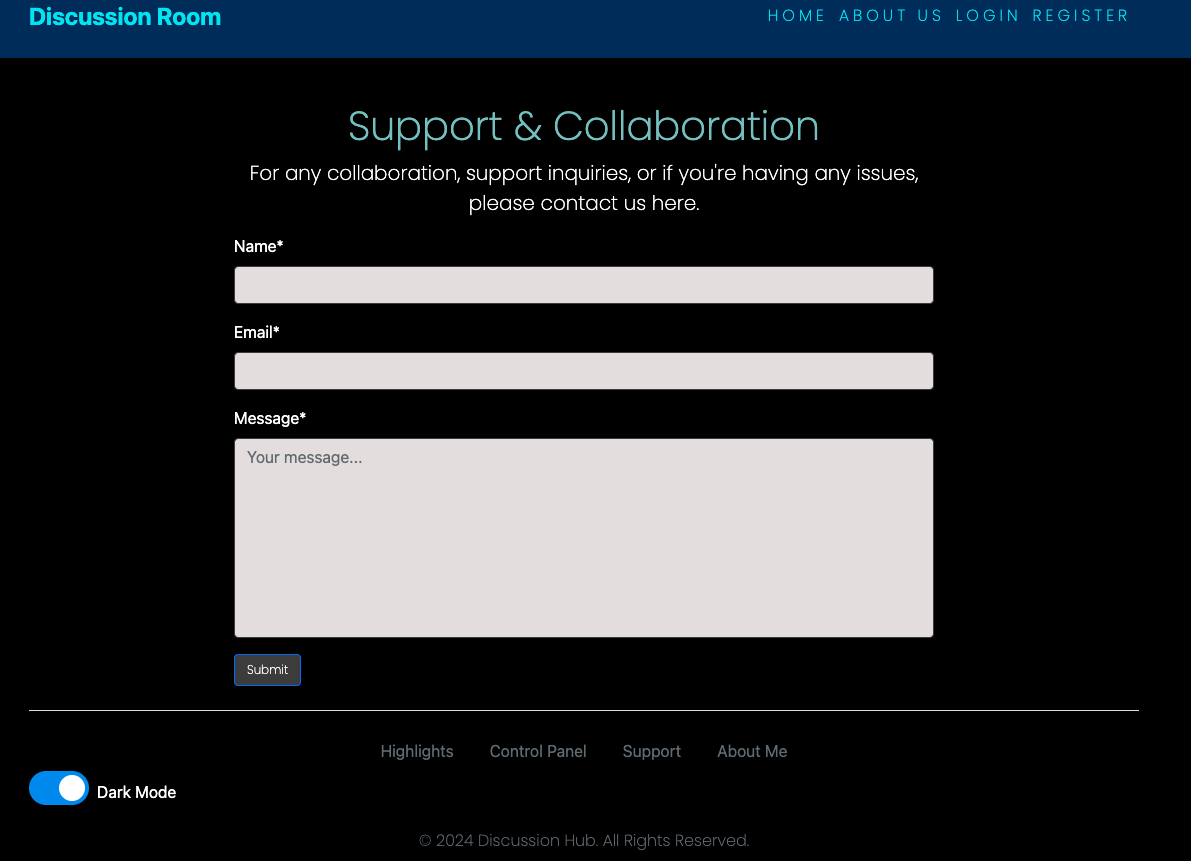 Discussion Room
HOME ABOUT US LOGIN REGISTER
Support & Collaboration
For any collaboration, support inquiries, or if you're having any issues,
please contact us here.
Name*
Email*
Message*
Your message...
Submit
Highlights Control Panel Support About Me
Dark Mode
© 2024 Discussion Hub. All Rights Reserved.